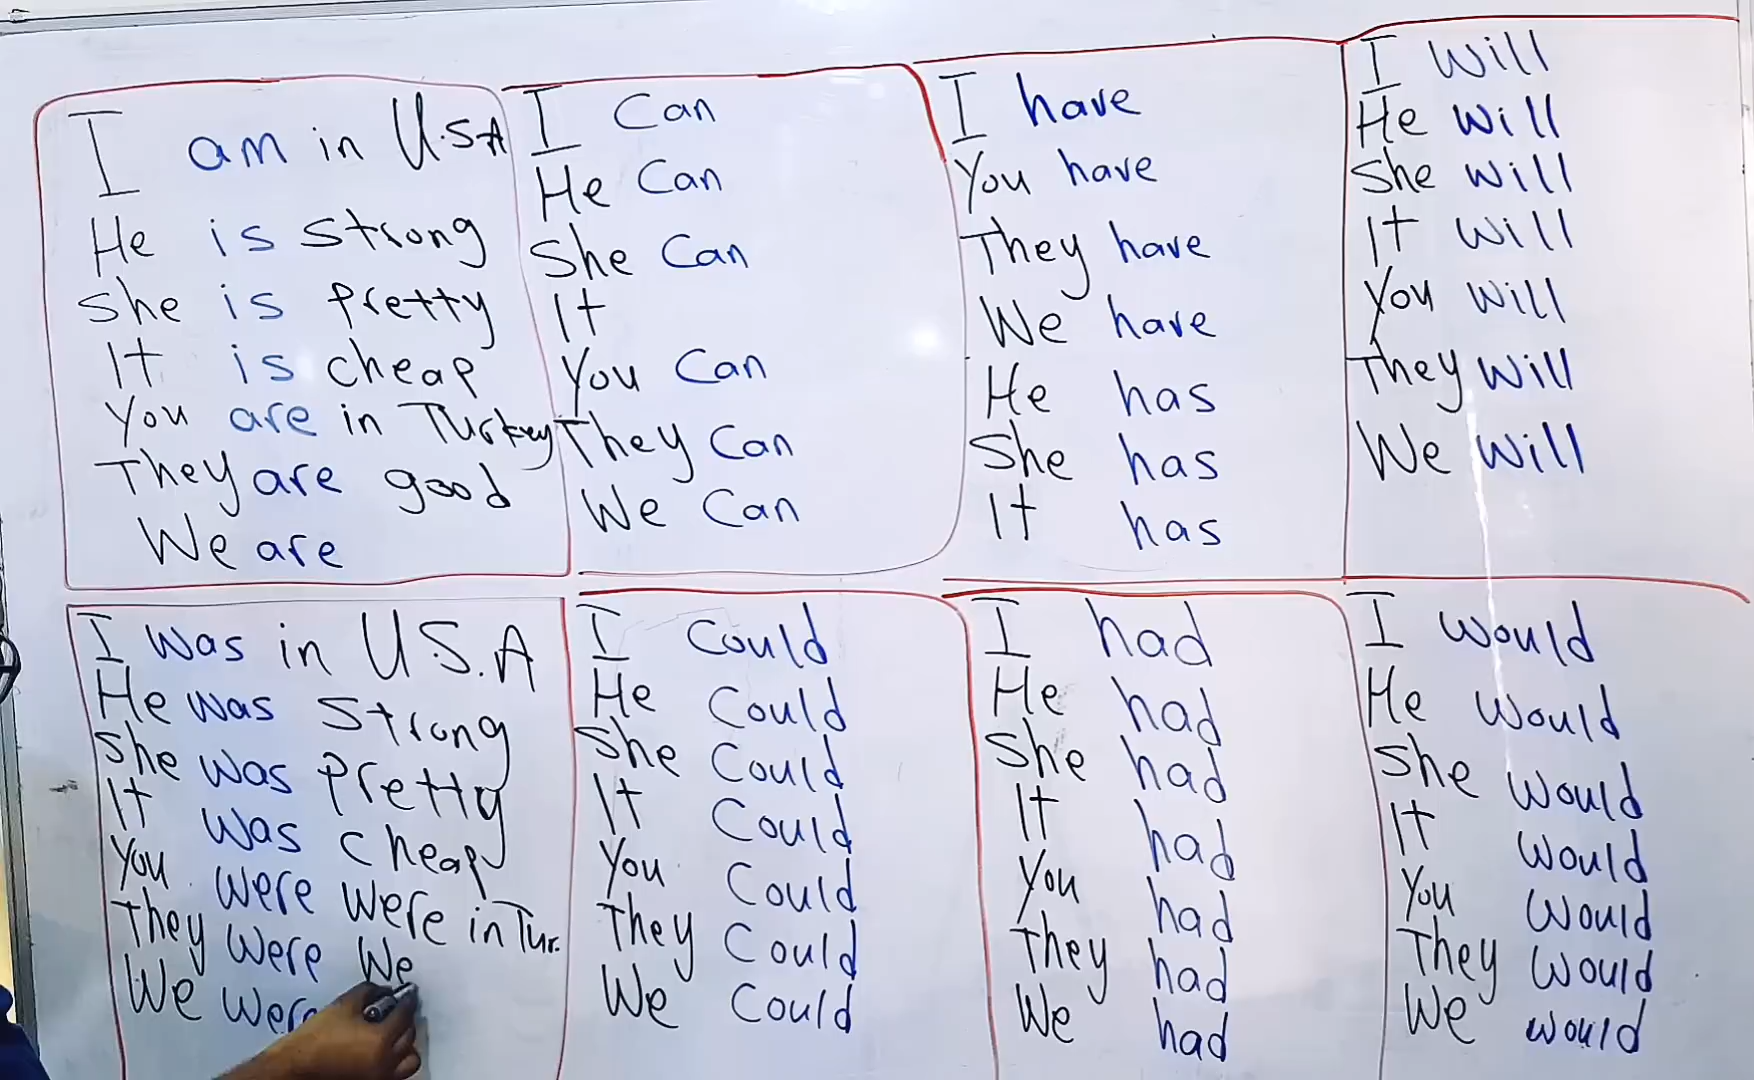 I am in U.S.A
He is strong
She is pretty
It is cheap
You are in Turkey
They are good
We are
I Can
He Can
She Can
It
You Can
They Can
We Can
I have
You have
They have
We have
He has
She has
It has
I Will
He Will
She Will
It Will
You Will
They Will
We Will
I was in U.S.A
He was strong
She was pretty
It was cheap
You were were in Tur.
They were We
We were
I Could
He Could
She Could
It Could
You Could
They Could
We Could
I had
He had
She had
It had
You had
They had
We had
I would
He would
She would
It would
You would
They would
We would